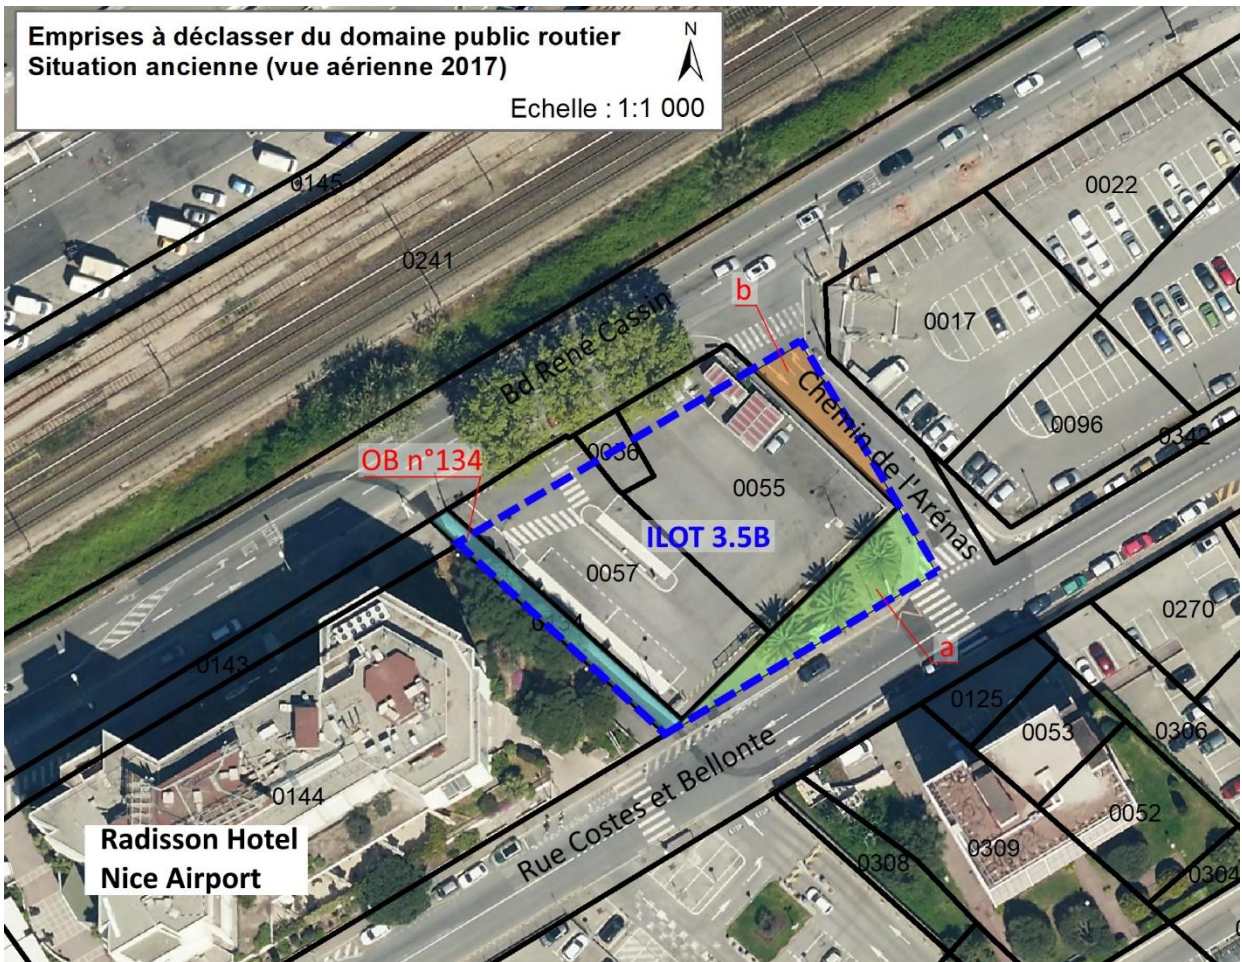 Emprises à déclasser du domaine public routier
Situation ancienne (vue aérienne 2017)
N
Echelle : 1:1 000
0145
0241
0022
0017
b
Bd René Cassin
Chemin de l'Arénas
0096
0342
OB n°134
0036
0055
ILOT 3.5B
0057
0134
0270
0143
a
0125
0053
0306
0144
Rue Costes et Bellonte
0052
Radisson Hotel
Nice Airport
0308
0309
0304